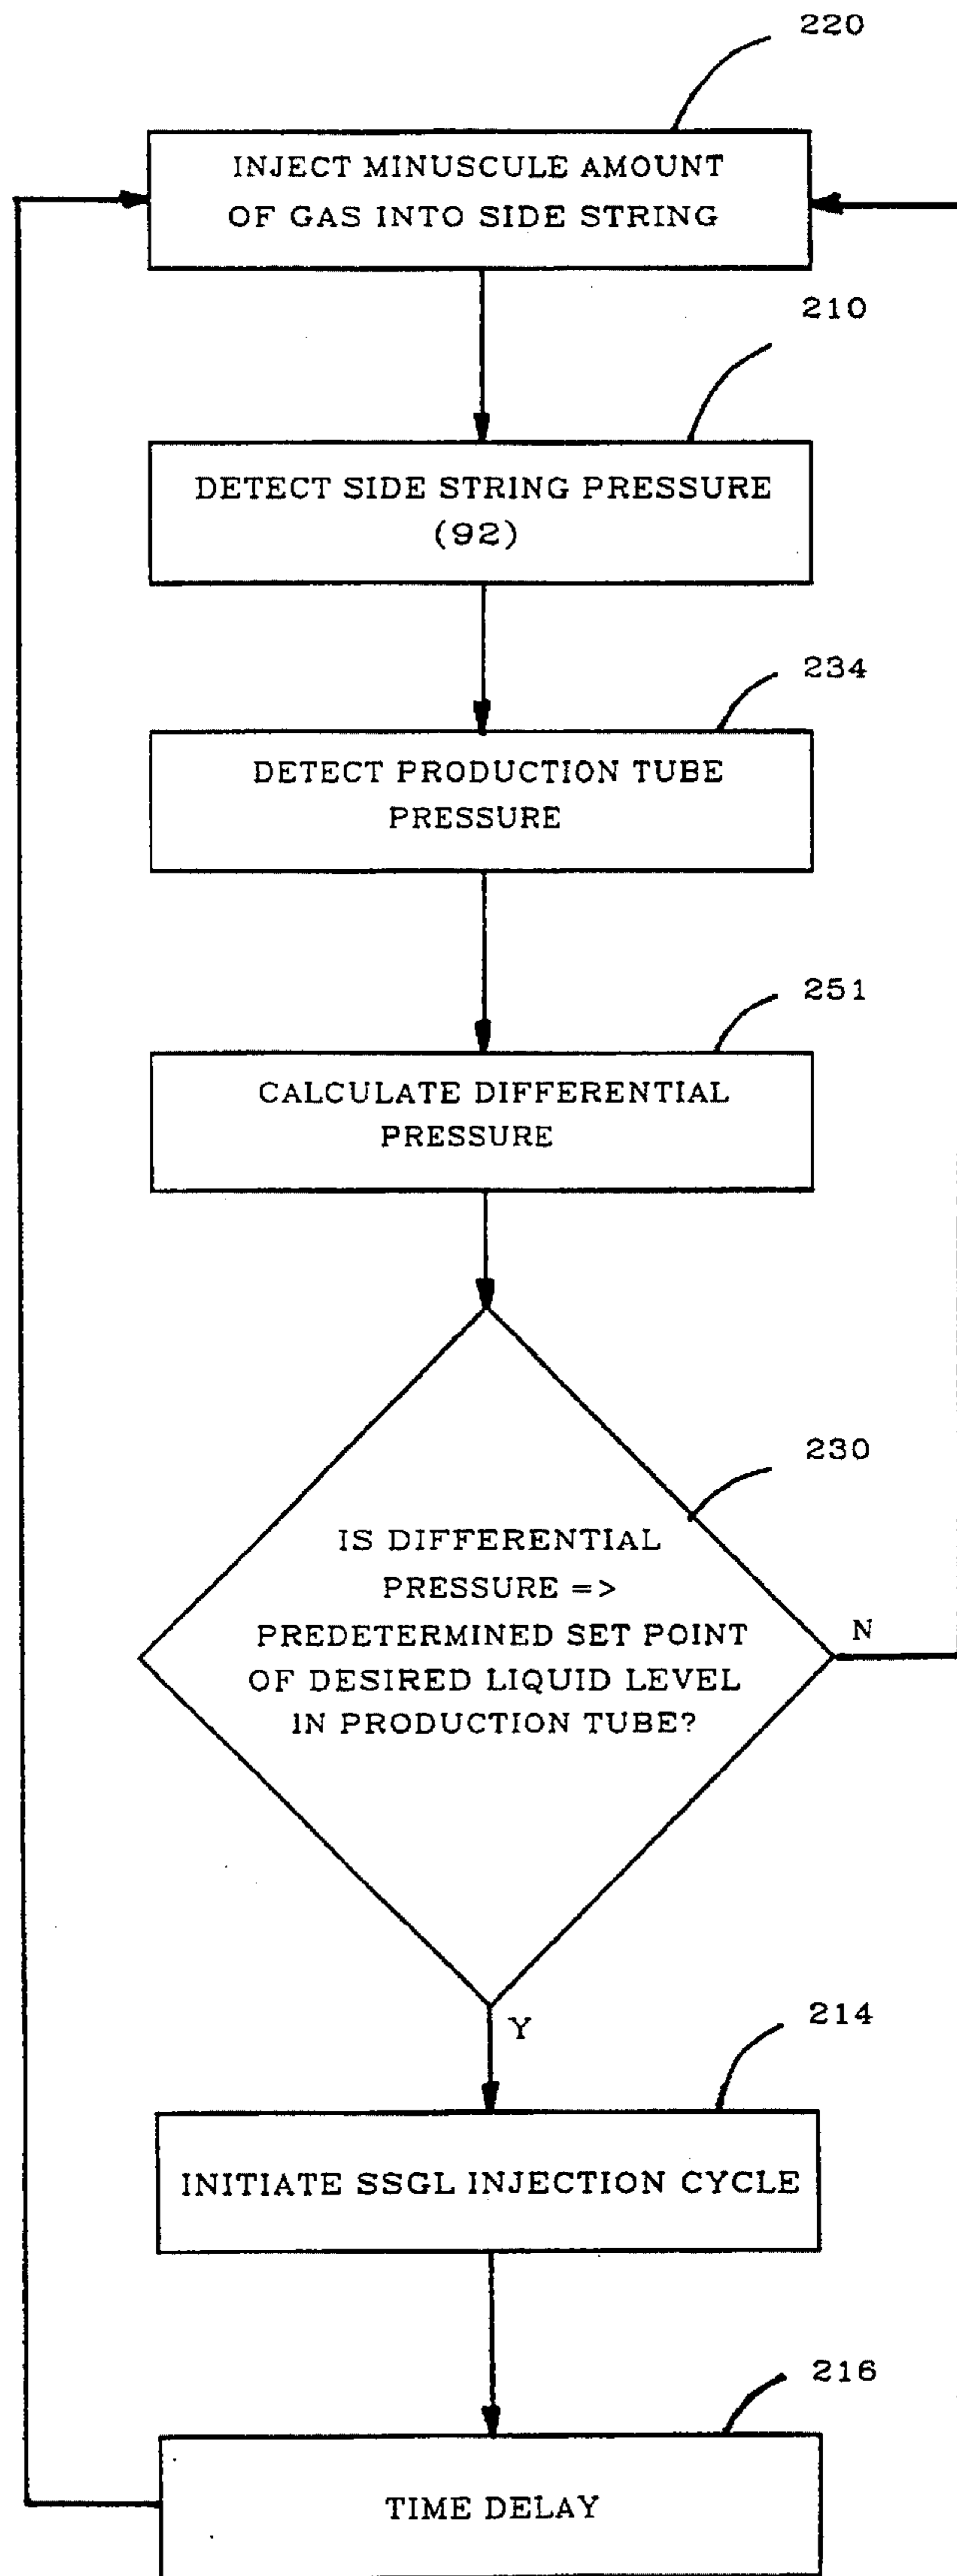 220
INJECT MINUSCULE AMOUNT
OF GAS INTO SIDE STRING
210
DETECT SIDE STRING PRESSURE
(92)
234
DETECT PRODUCTION TUBE
PRESSURE
251
CALCULATE DIFFERENTIAL
PRESSURE
230
IS DIFFERENTIAL
PRESSURE =>
PREDETERMINED SET POINT
OF DESIRED LIQUID LEVEL
IN PRODUCTION TUBE?
N
Y
214
INITIATE SSGL INJECTION CYCLE
216
TIME DELAY